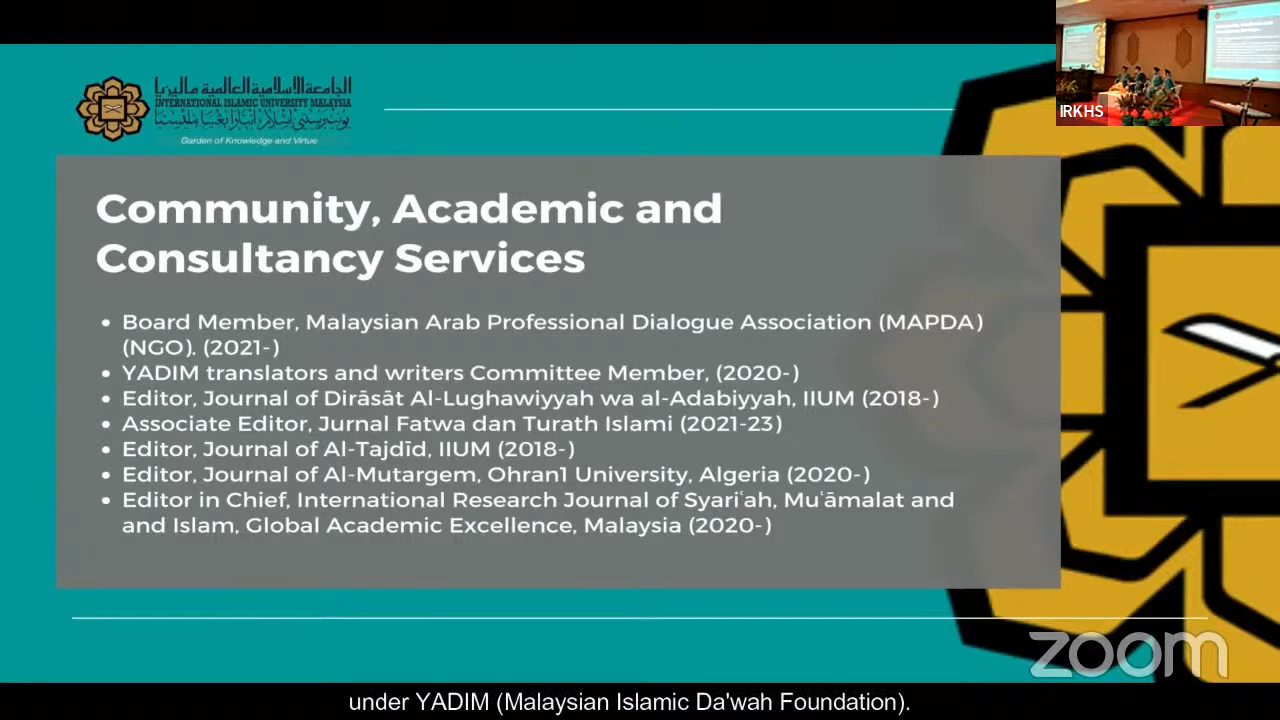 الجامعة الإسلامية العالمية ماليزيا
INTERNATIONAL ISLAMIC UNIVERSITY MALAYSIA
يونيورسيتي اسلام انتارابغسا مليسيا
Garden of Knowledge and Virtue
IRKHS
Community, Academic and
Consultancy Services
• Board Member, Malaysian Arab Professional Dialogue Association (MAPDA)
(NGO). (2021-)
• YADIM translators and writers Committee Member, (2020-)
• Editor, Journal of Dirāsāt Al-Lughawiyyah wa al-Adabiyyah, IIUM (2018-)
• Associate Editor, Jurnal Fatwa dan Turath Islami (2021-23)
• Editor, Journal of Al-Tajdīd, IIUM (2018-)
• Editor, Journal of Al-Mutargem, Ohran1 University, Algeria (2020-)
• Editor in Chief, International Research Journal of Syariʿah, Muʿāmalat and
and Islam, Global Academic Excellence, Malaysia (2020-)
zoom
under YADIM (Malaysian Islamic Da'wah Foundation).